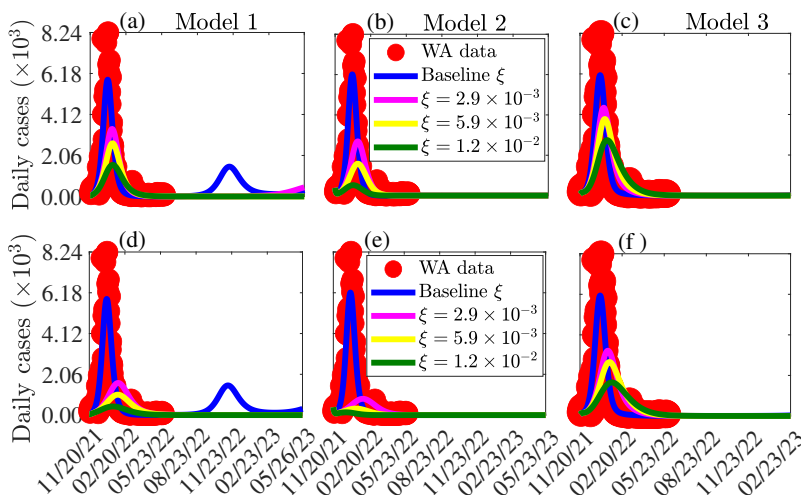 (a) Model 1
(b) Model 2
(c) Model 3
Daily cases (×10³)
8.24
6.18
4.12
2.06
0.00
WA data
Baseline ξ
ξ = 2.9 × 10⁻³
ξ = 5.9 × 10⁻³
ξ = 1.2 × 10⁻²
(d)
(e)
(f)
Daily cases (×10³)
8.24
6.18
4.12
2.06
0.00
WA data
Baseline ξ
ξ = 2.9 × 10⁻³
ξ = 5.9 × 10⁻³
ξ = 1.2 × 10⁻²
11/20/21
02/20/22
05/23/22
08/23/22
11/23/22
02/23/23
05/26/23
11/20/21
02/20/22
05/23/22
08/23/22
11/23/22
02/23/23
11/20/21
02/20/22
05/23/22
08/23/22
11/23/22
02/23/23